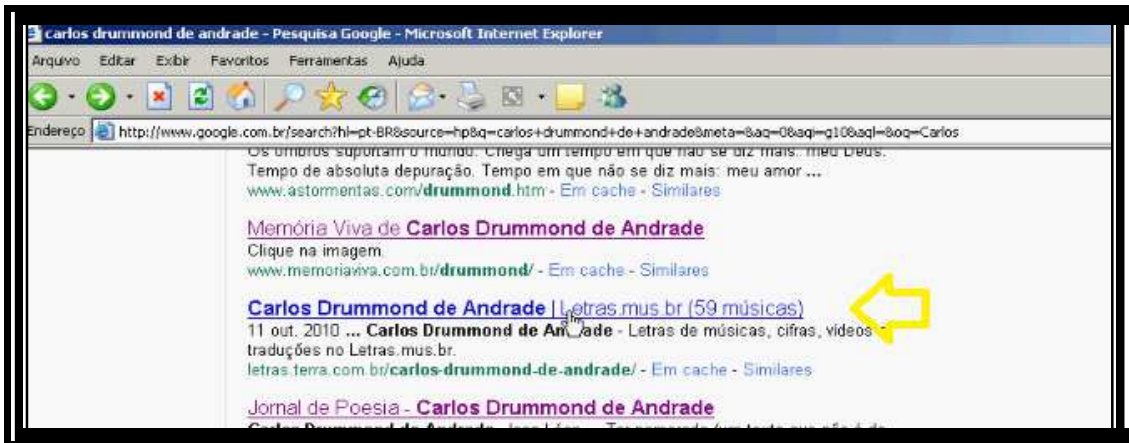 carlos drummond de andrade - Pesquisa Google - Microsoft Internet Explorer
Arquivo Editar Exibir Favoritos Ferramentas Ajuda
Endereço http://www.google.com.br/search?hl=pt-BR&source=hp&q=carlos+drummond+de+andrade&meta=&aq=0&aqi=g10&aql=&oq=Carlos
Os ombros suportam o mundo. Chega um tempo em que não se diz mais: meu Deus.
Tempo de absoluta depuração. Tempo em que não se diz mais: meu amor ...
www.astormentas.com/drummond.htm - Em cache - Similares
Memória Viva de Carlos Drummond de Andrade
Clique na imagem.
www.memoriaviva.com.br/drummond/ - Em cache - Similares
Carlos Drummond de Andrade | Letras.mus.br (59 músicas)
11 out. 2010 ... Carlos Drummond de Andrade - Letras de músicas, cifras, vídeos e
traduções no Letras.mus.br.
letras.terra.com.br/carlos-drummond-de-andrade/ - Em cache - Similares
Jornal de Poesia - Carlos Drummond de Andrade
Carlos Drummond de Andrade